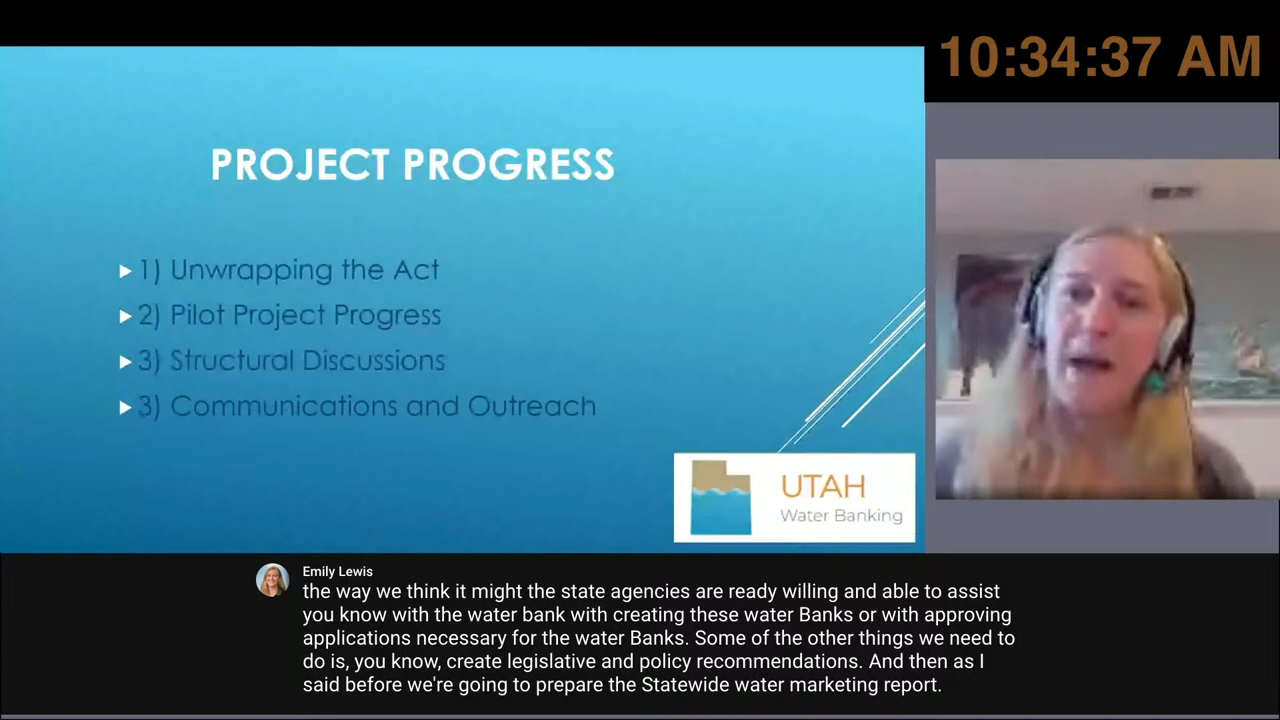 10:34:37 AM
PROJECT PROGRESS
1) Unwrapping the Act
2) Pilot Project Progress
3) Structural Discussions
3) Communications and Outreach
UTAH
Water Banking
Emily Lewis
the way we think it might the state agencies are ready willing and able to assist
you know with the water bank with creating these water Banks or with approving
applications necessary for the water Banks. Some of the other things we need to
do is, you know, create legislative and policy recommendations. And then as I
said before we're going to prepare the Statewide water marketing report.